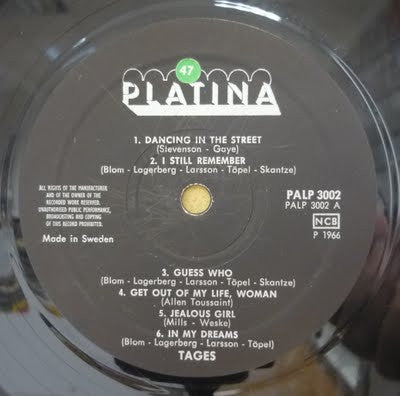 47
PLATINA
1. DANCING IN THE STREET
(Stevenson - Gaye)
2. I STILL REMEMBER
(Blom - Lagerberg - Larsson - Töpel - Skantze)
ALL RIGHTS OF THE MANUFACTURER
AND OF THE OWNER OF THE
RECORDED WORK RESERVED.
UNAUTHORISED PUBLIC PERFORMANCE,
BROADCASTING AND COPYING
OF THIS RECORD PROHIBITED.
Made in Sweden
PALP 3002
PALP 3002 A
NCB
P 1966
3. GUESS WHO
(Blom - Lagerberg - Larsson - Töpel - Skantze)
4. GET OUT OF MY LIFE, WOMAN
(Allen Toussaint)
5. JEALOUS GIRL
(Mills - Weske)
6. IN MY DREAMS
(Blom - Lagerberg - Larsson - Töpel)
TAGES